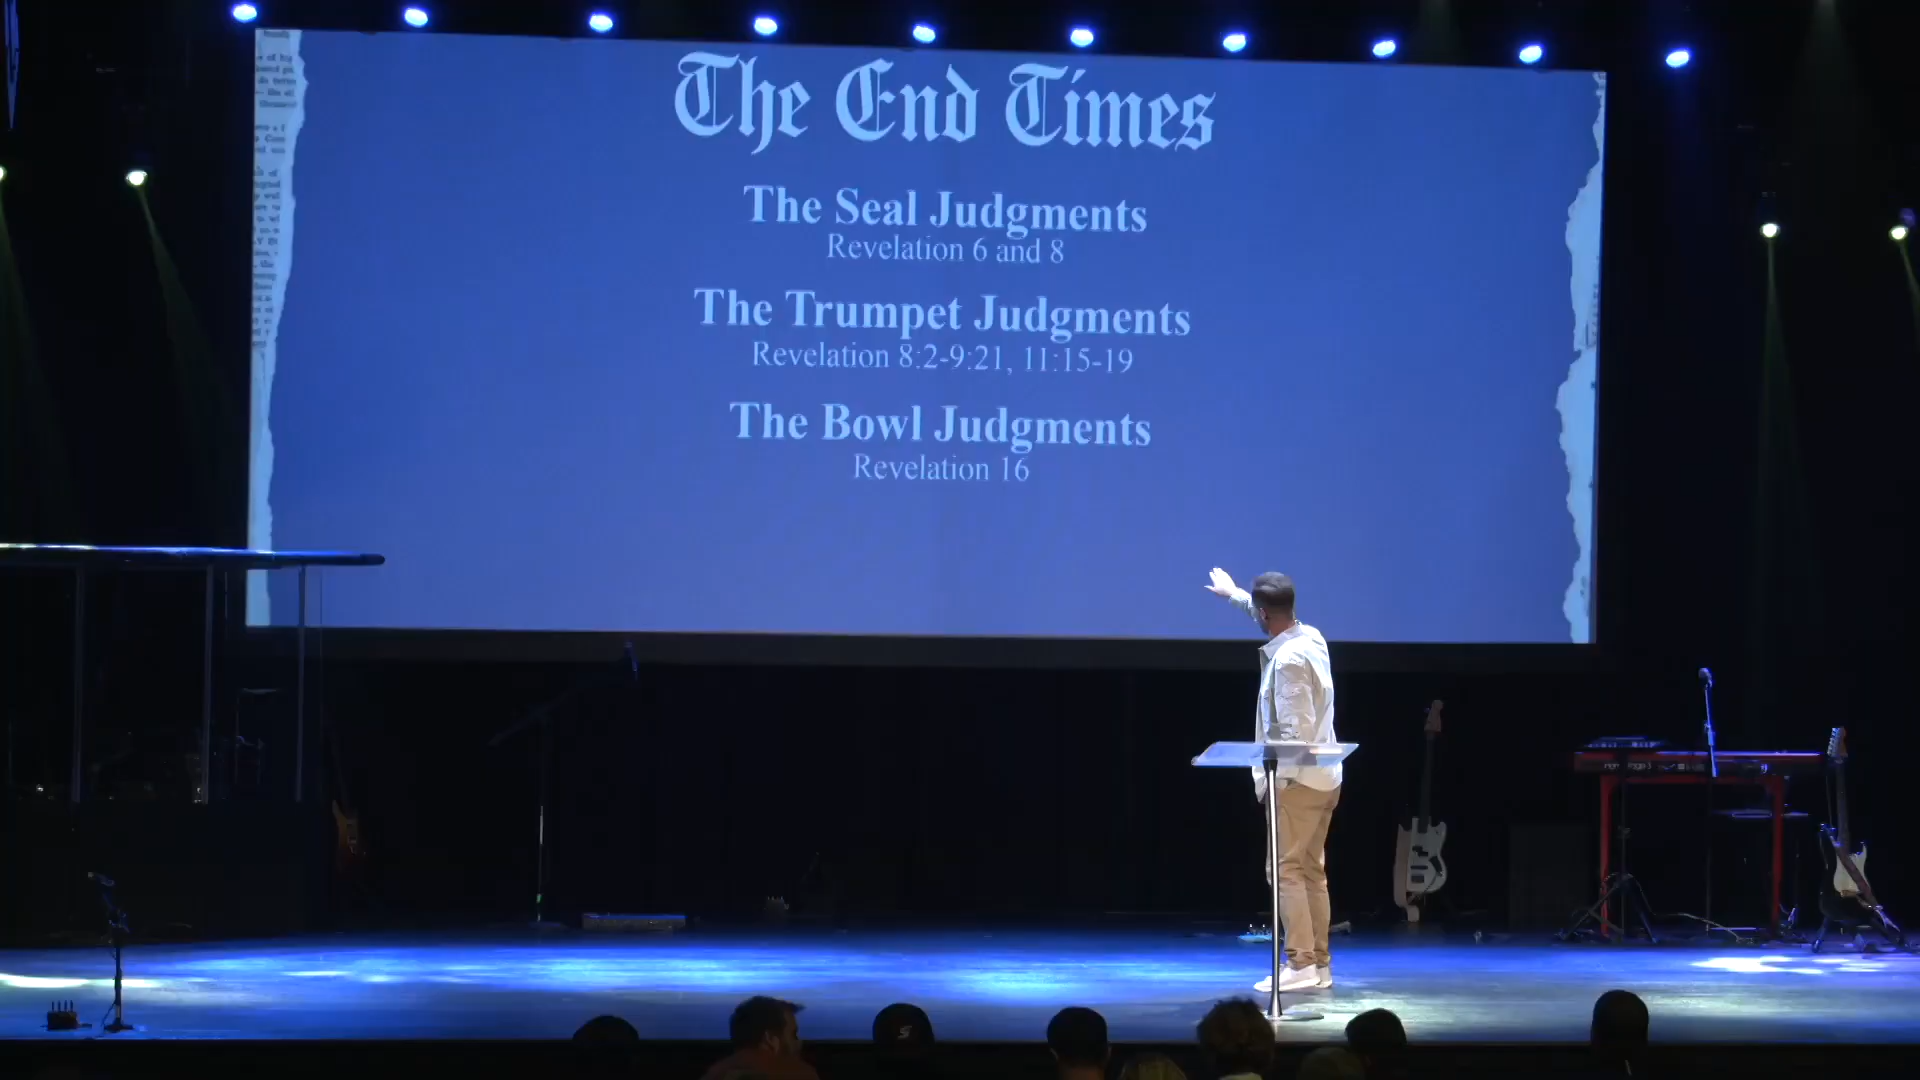 The End Times
The Seal Judgments
Revelation 6 and 8
The Trumpet Judgments
Revelation 8:2-9:21, 11:15-19
The Bowl Judgments
Revelation 16